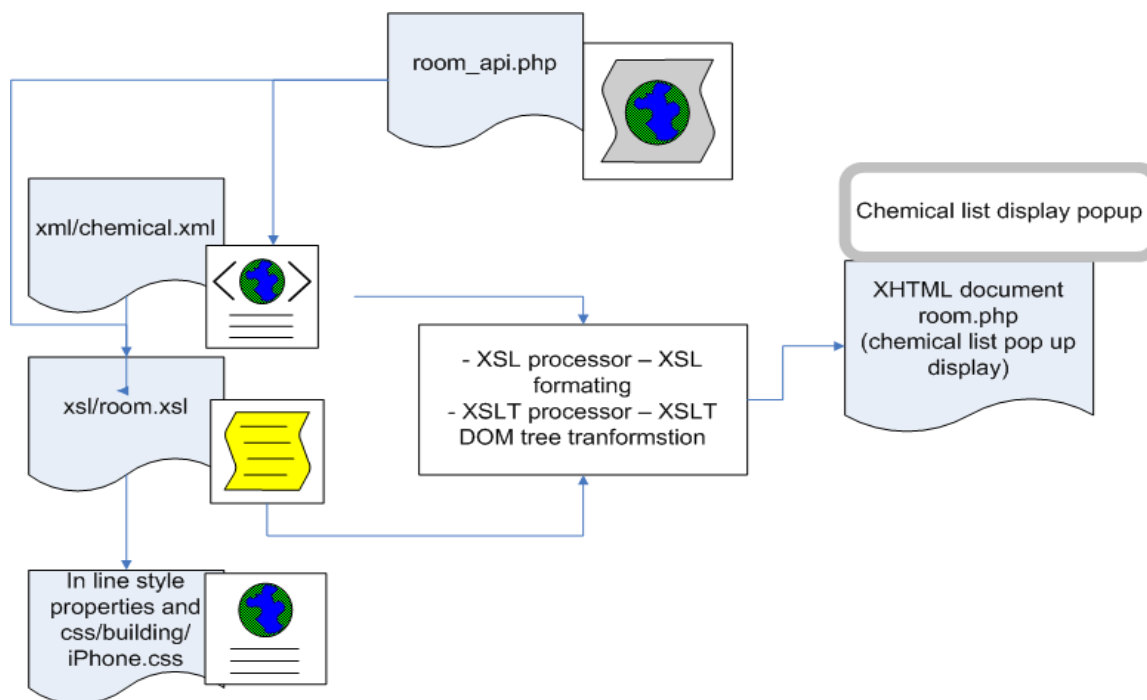 room_api.php
xml/chemical.xml
Chemical list display popup
XHTML document
room.php
(chemical list pop up
display)
- XSL processor – XSL
formating
- XSLT processor – XSLT
DOM tree tranformstion
xsl/room.xsl
In line style
properties and
css/building/
iPhone.css